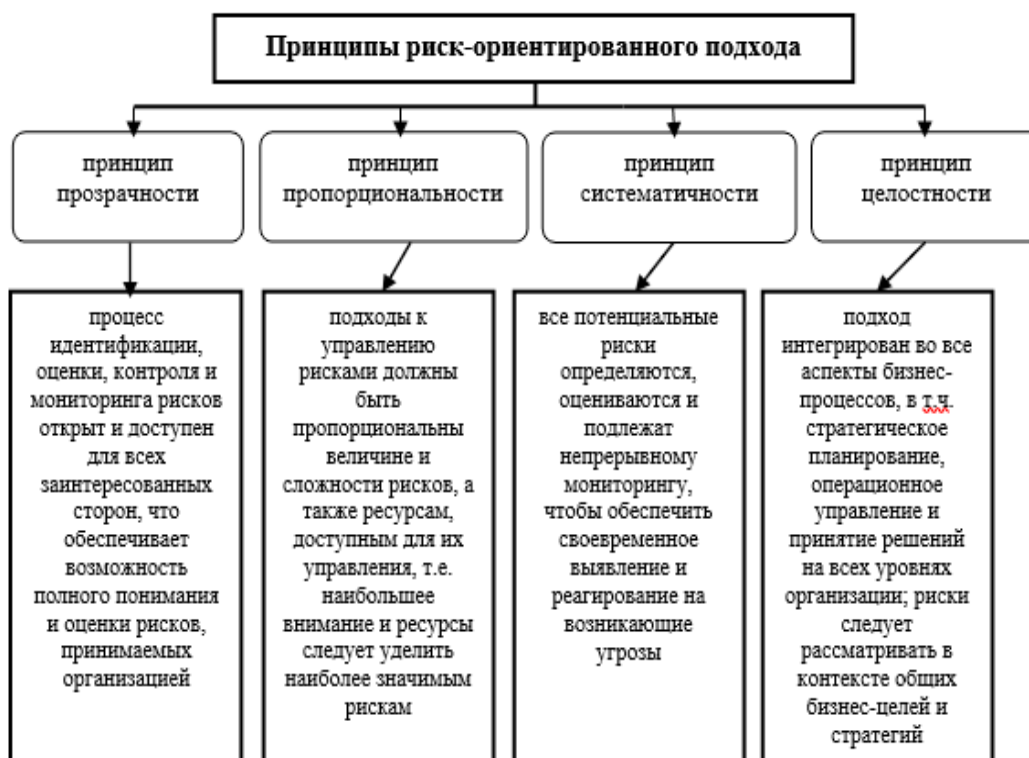 Принципы риск-ориентированного подхода
принцип
прозрачности
принцип
пропорциональности
принцип
систематичности
принцип
целостности
процесс
идентификации,
оценки, контроля и
мониторинга рисков
открыт и доступен
для всех
заинтересованных
сторон, что
обеспечивает
возможность
полного понимания
и оценки рисков,
принимаемых
организацией
подходы к
управлению
рисками должны
быть
пропорциональны
величине и
сложности рисков, а
также ресурсам,
доступным для их
управления, т.е.
наибольшее
внимание и ресурсы
следует уделить
наиболее значимым
рискам
все потенциальные
риски
определяются,
оцениваются и
подлежат
непрерывному
мониторингу,
чтобы обеспечить
своевременное
выявление и
реагирование на
возникающие
угрозы
подход
интегрирован во все
аспекты бизнес-
процессов, в т.ч.
стратегическое
планирование,
операционное
управление и
принятие решений
на всех уровнях
организации; риски
следует
рассматривать в
контексте общих
бизнес-целей и
стратегий